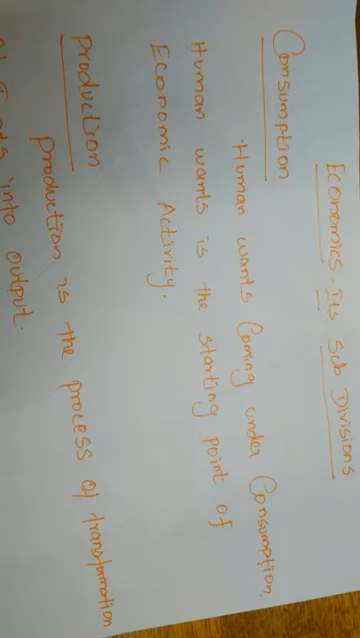 Economics - its Sub Divisions
Consumption
Human wants Coming under Consumption.
Human wants is the starting point of
Economic Activity.
Production
Production is the process of transformation
into output.